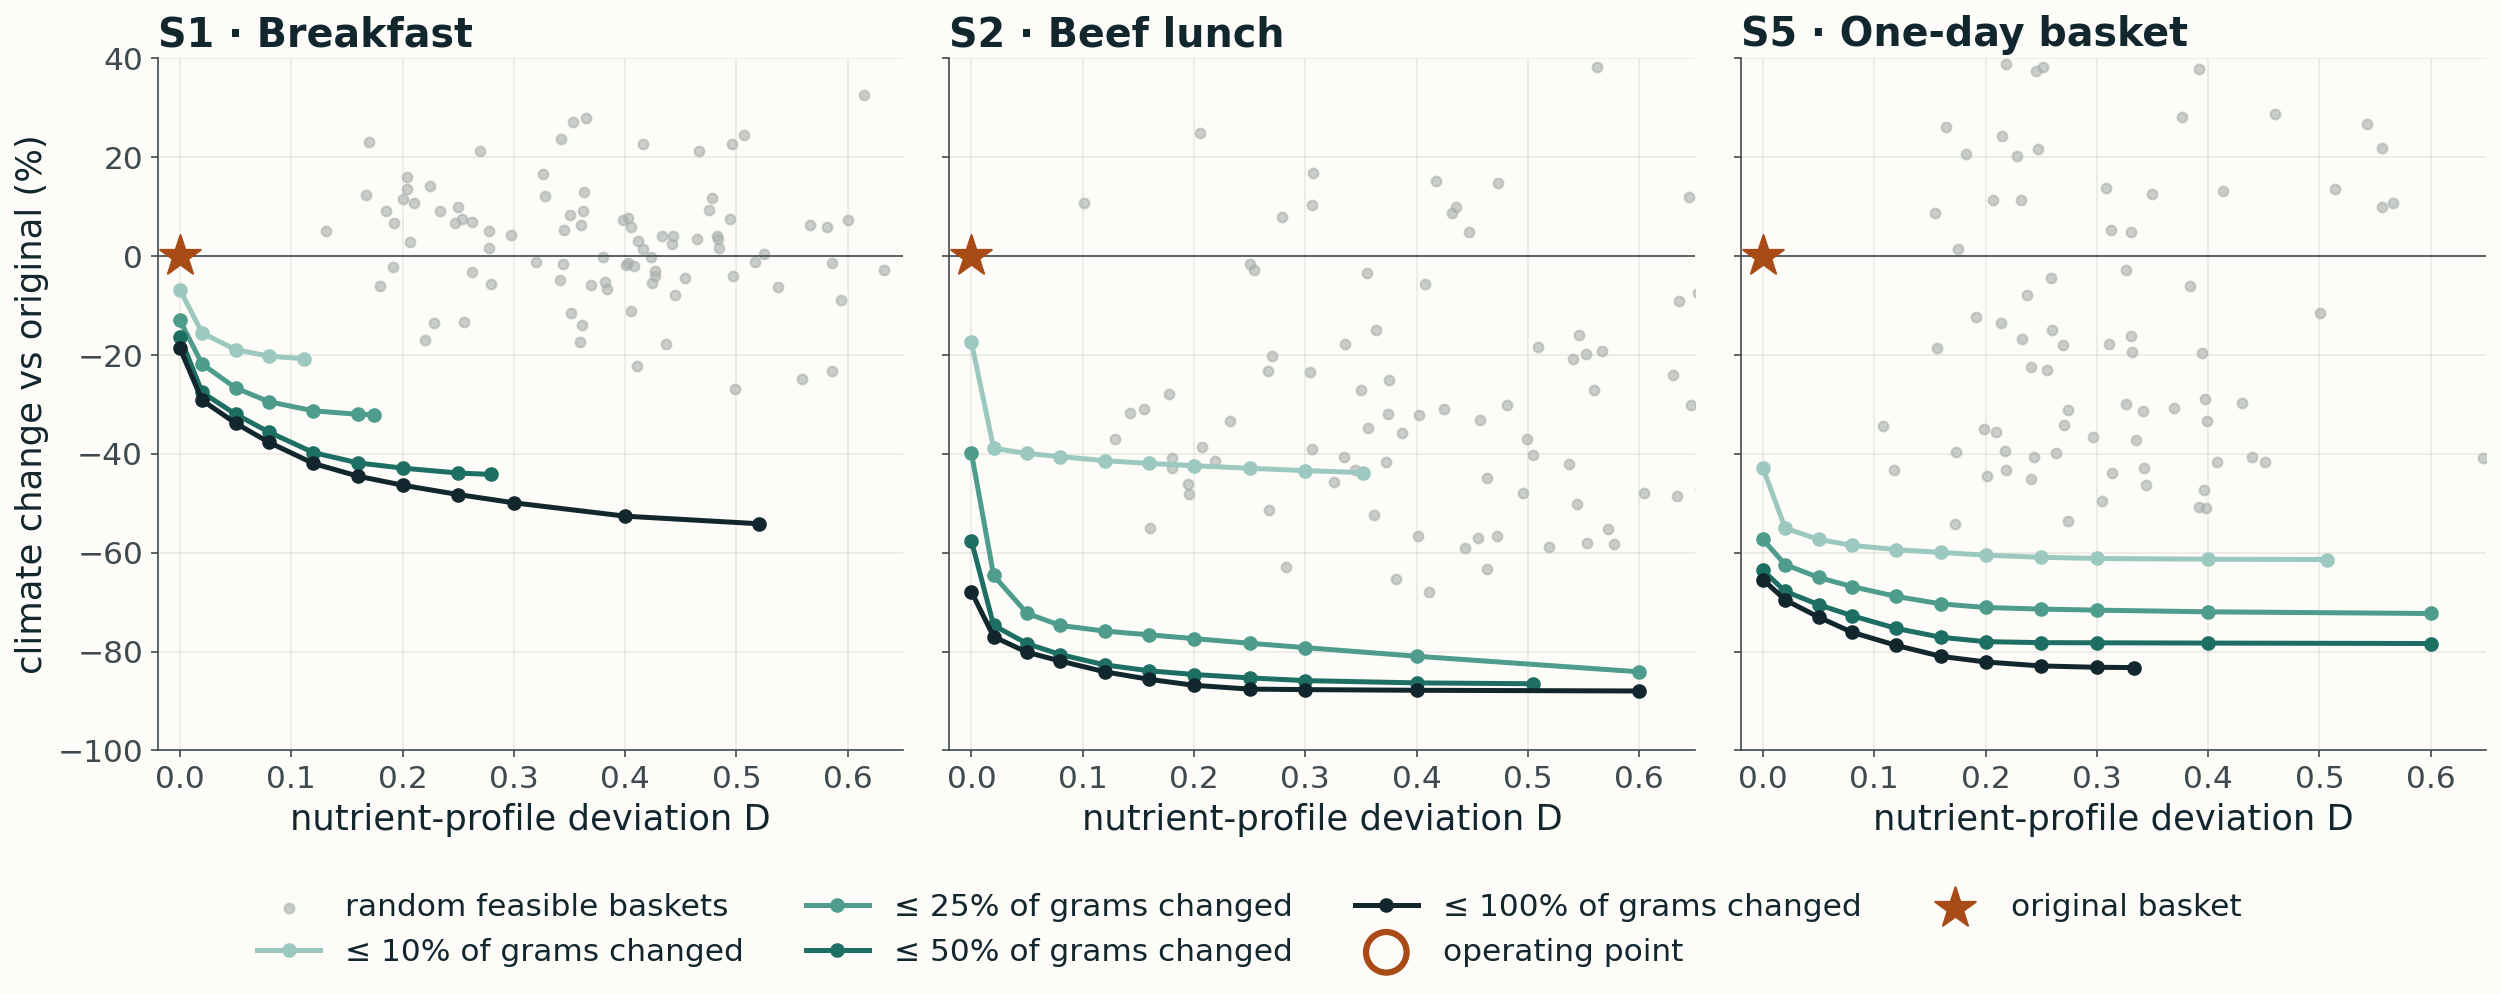 S1 · Breakfast
S2 · Beef lunch
S5 · One-day basket
climate change vs original (%)
40
20
0
−20
−40
−60
−80
−100
0.0 0.1 0.2 0.3 0.4 0.5 0.6
0.0 0.1 0.2 0.3 0.4 0.5 0.6
0.0 0.1 0.2 0.3 0.4 0.5 0.6
nutrient-profile deviation D
nutrient-profile deviation D
nutrient-profile deviation D
random feasible baskets
≤ 10% of grams changed
≤ 25% of grams changed
≤ 50% of grams changed
≤ 100% of grams changed
operating point
original basket